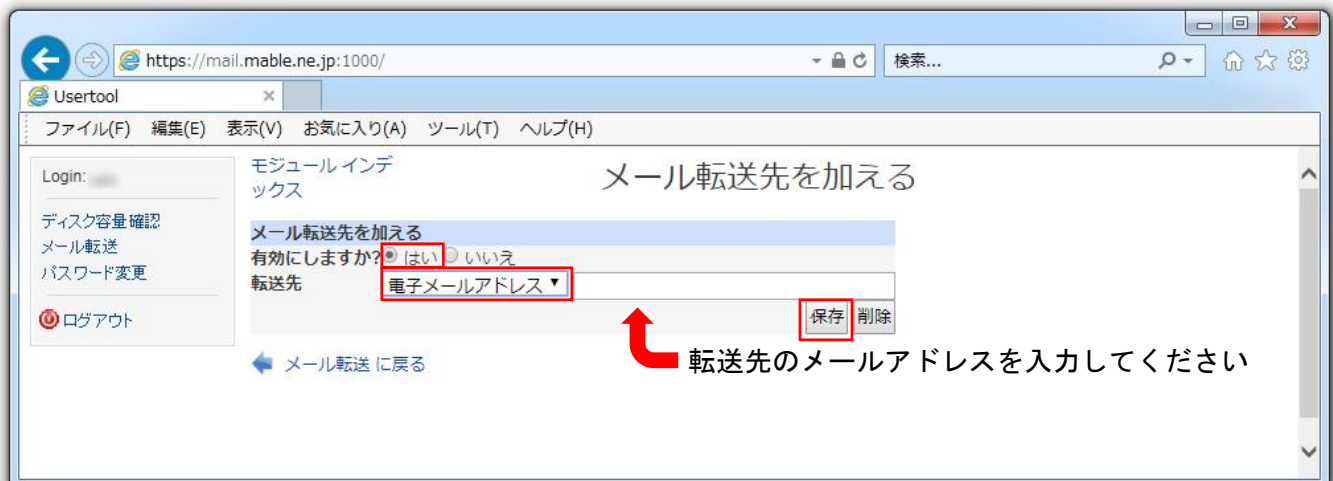 https://mail.mable.ne.jp:1000/
検索...
Usertool
ファイル(F) 編集(E) 表示(V) お気に入り(A) ツール(T) ヘルプ(H)
Login:
ディスク容量確認
メール転送
パスワード変更
ログアウト
モジュール インデ
ックス
メール転送先を加える
メール転送先を加える
有効にしますか? はい いいえ
転送先 電子メールアドレス
保存 削除
メール転送 に戻る
転送先のメールアドレスを入力してください